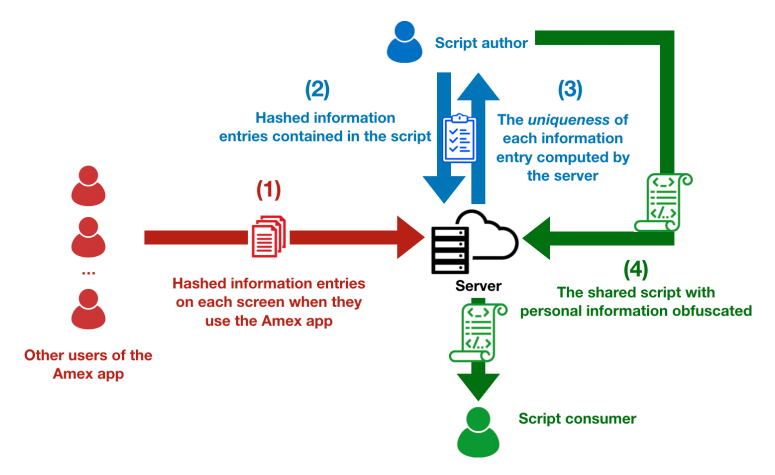 Script author
(2)
Hashed information
entries contained in the script
(3)
The uniqueness of
each information
entry computed by
the server
(1)
Hashed information entries
on each screen when they
use the Amex app
...
Other users of the
Amex app
Server
<_>
</..>
(4)
The shared script with
personal information obfuscated
<_>
</..>
Script consumer